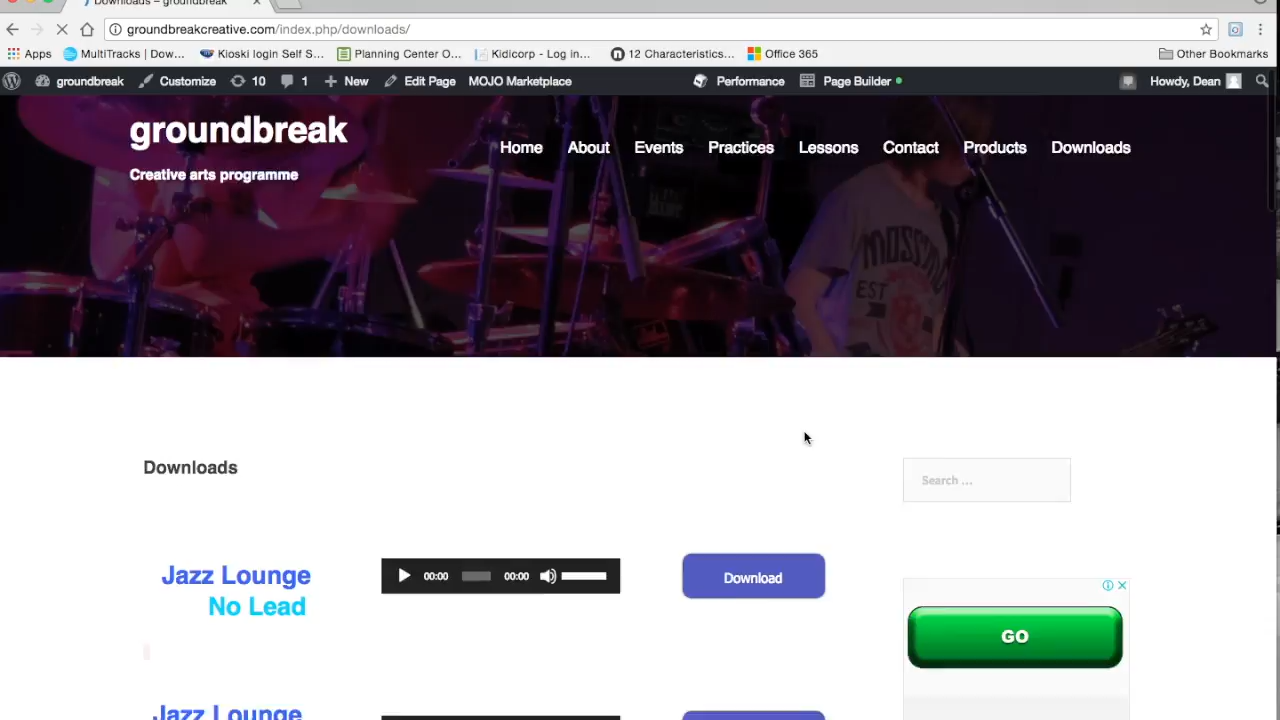 Downloads – groundbreak
groundbreakcreative.com/index.php/downloads/
Apps MultiTracks | Dow... Kioski login Self S... Planning Center O... Kidicorp - Log in... 12 Characteristics... Office 365 Other Bookmarks
groundbreak Customize 10 1 New Edit Page MOJO Marketplace Performance Page Builder Howdy, Dean
groundbreak
Creative arts programme
Home About Events Practices Lessons Contact Products Downloads
MOSSO
EST
Downloads
Search ...
Jazz Lounge
No Lead
00:00 00:00
Download
GO
Jazz Lounge